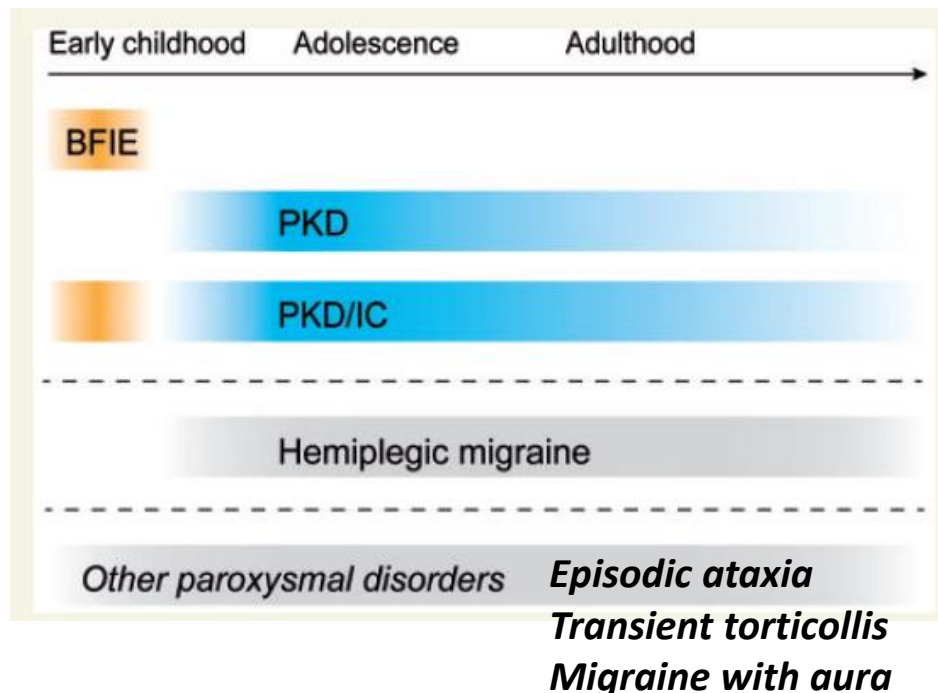 Early childhood Adolescence Adulthood
BFIE
PKD
PKD/IC
Hemiplegic migraine
Other paroxysmal disorders Episodic ataxia
Transient torticollis
Migraine with aura